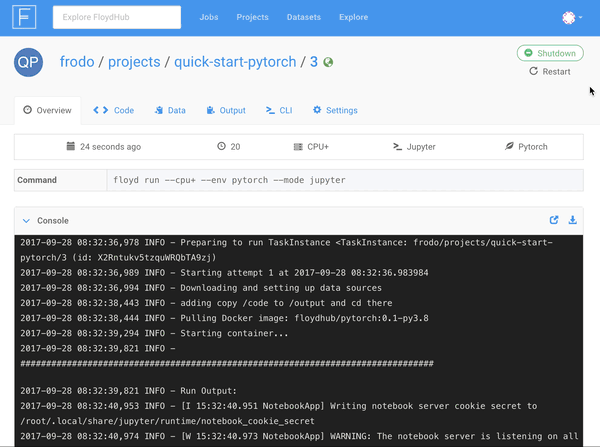 F Explore FloydHub Jobs Projects Datasets Explore
QP frodo / projects / quick-start-pytorch / 3
Shutdown
Restart
Overview Code Data Output CLI Settings
24 seconds ago 20 CPU+ Jupyter Pytorch
Command floyd run --cpu+ --env pytorch --mode jupyter
Console
2017-09-28 08:32:36,978 INFO - Preparing to run TaskInstance <TaskInstance: frodo/projects/quick-start-
pytorch/3 (id: X2Rntukv5tzquWRQbTA9zj)
2017-09-28 08:32:36,989 INFO - Starting attempt 1 at 2017-09-28 08:32:36.983984
2017-09-28 08:32:36,994 INFO - Downloading and setting up data sources
2017-09-28 08:32:38,443 INFO - adding copy /code to /output and cd there
2017-09-28 08:32:38,444 INFO - Pulling Docker image: floydhub/pytorch:0.1-py3.8
2017-09-28 08:32:39,294 INFO - Starting container...
2017-09-28 08:32:39,821 INFO -
################################################################################
2017-09-28 08:32:39,821 INFO - Run Output:
2017-09-28 08:32:40,953 INFO - [I 15:32:40.951 NotebookApp] Writing notebook server cookie secret to
/root/.local/share/jupyter/runtime/notebook_cookie_secret
2017-09-28 08:32:40,974 INFO - [W 15:32:40.973 NotebookApp] WARNING: The notebook server is listening on all